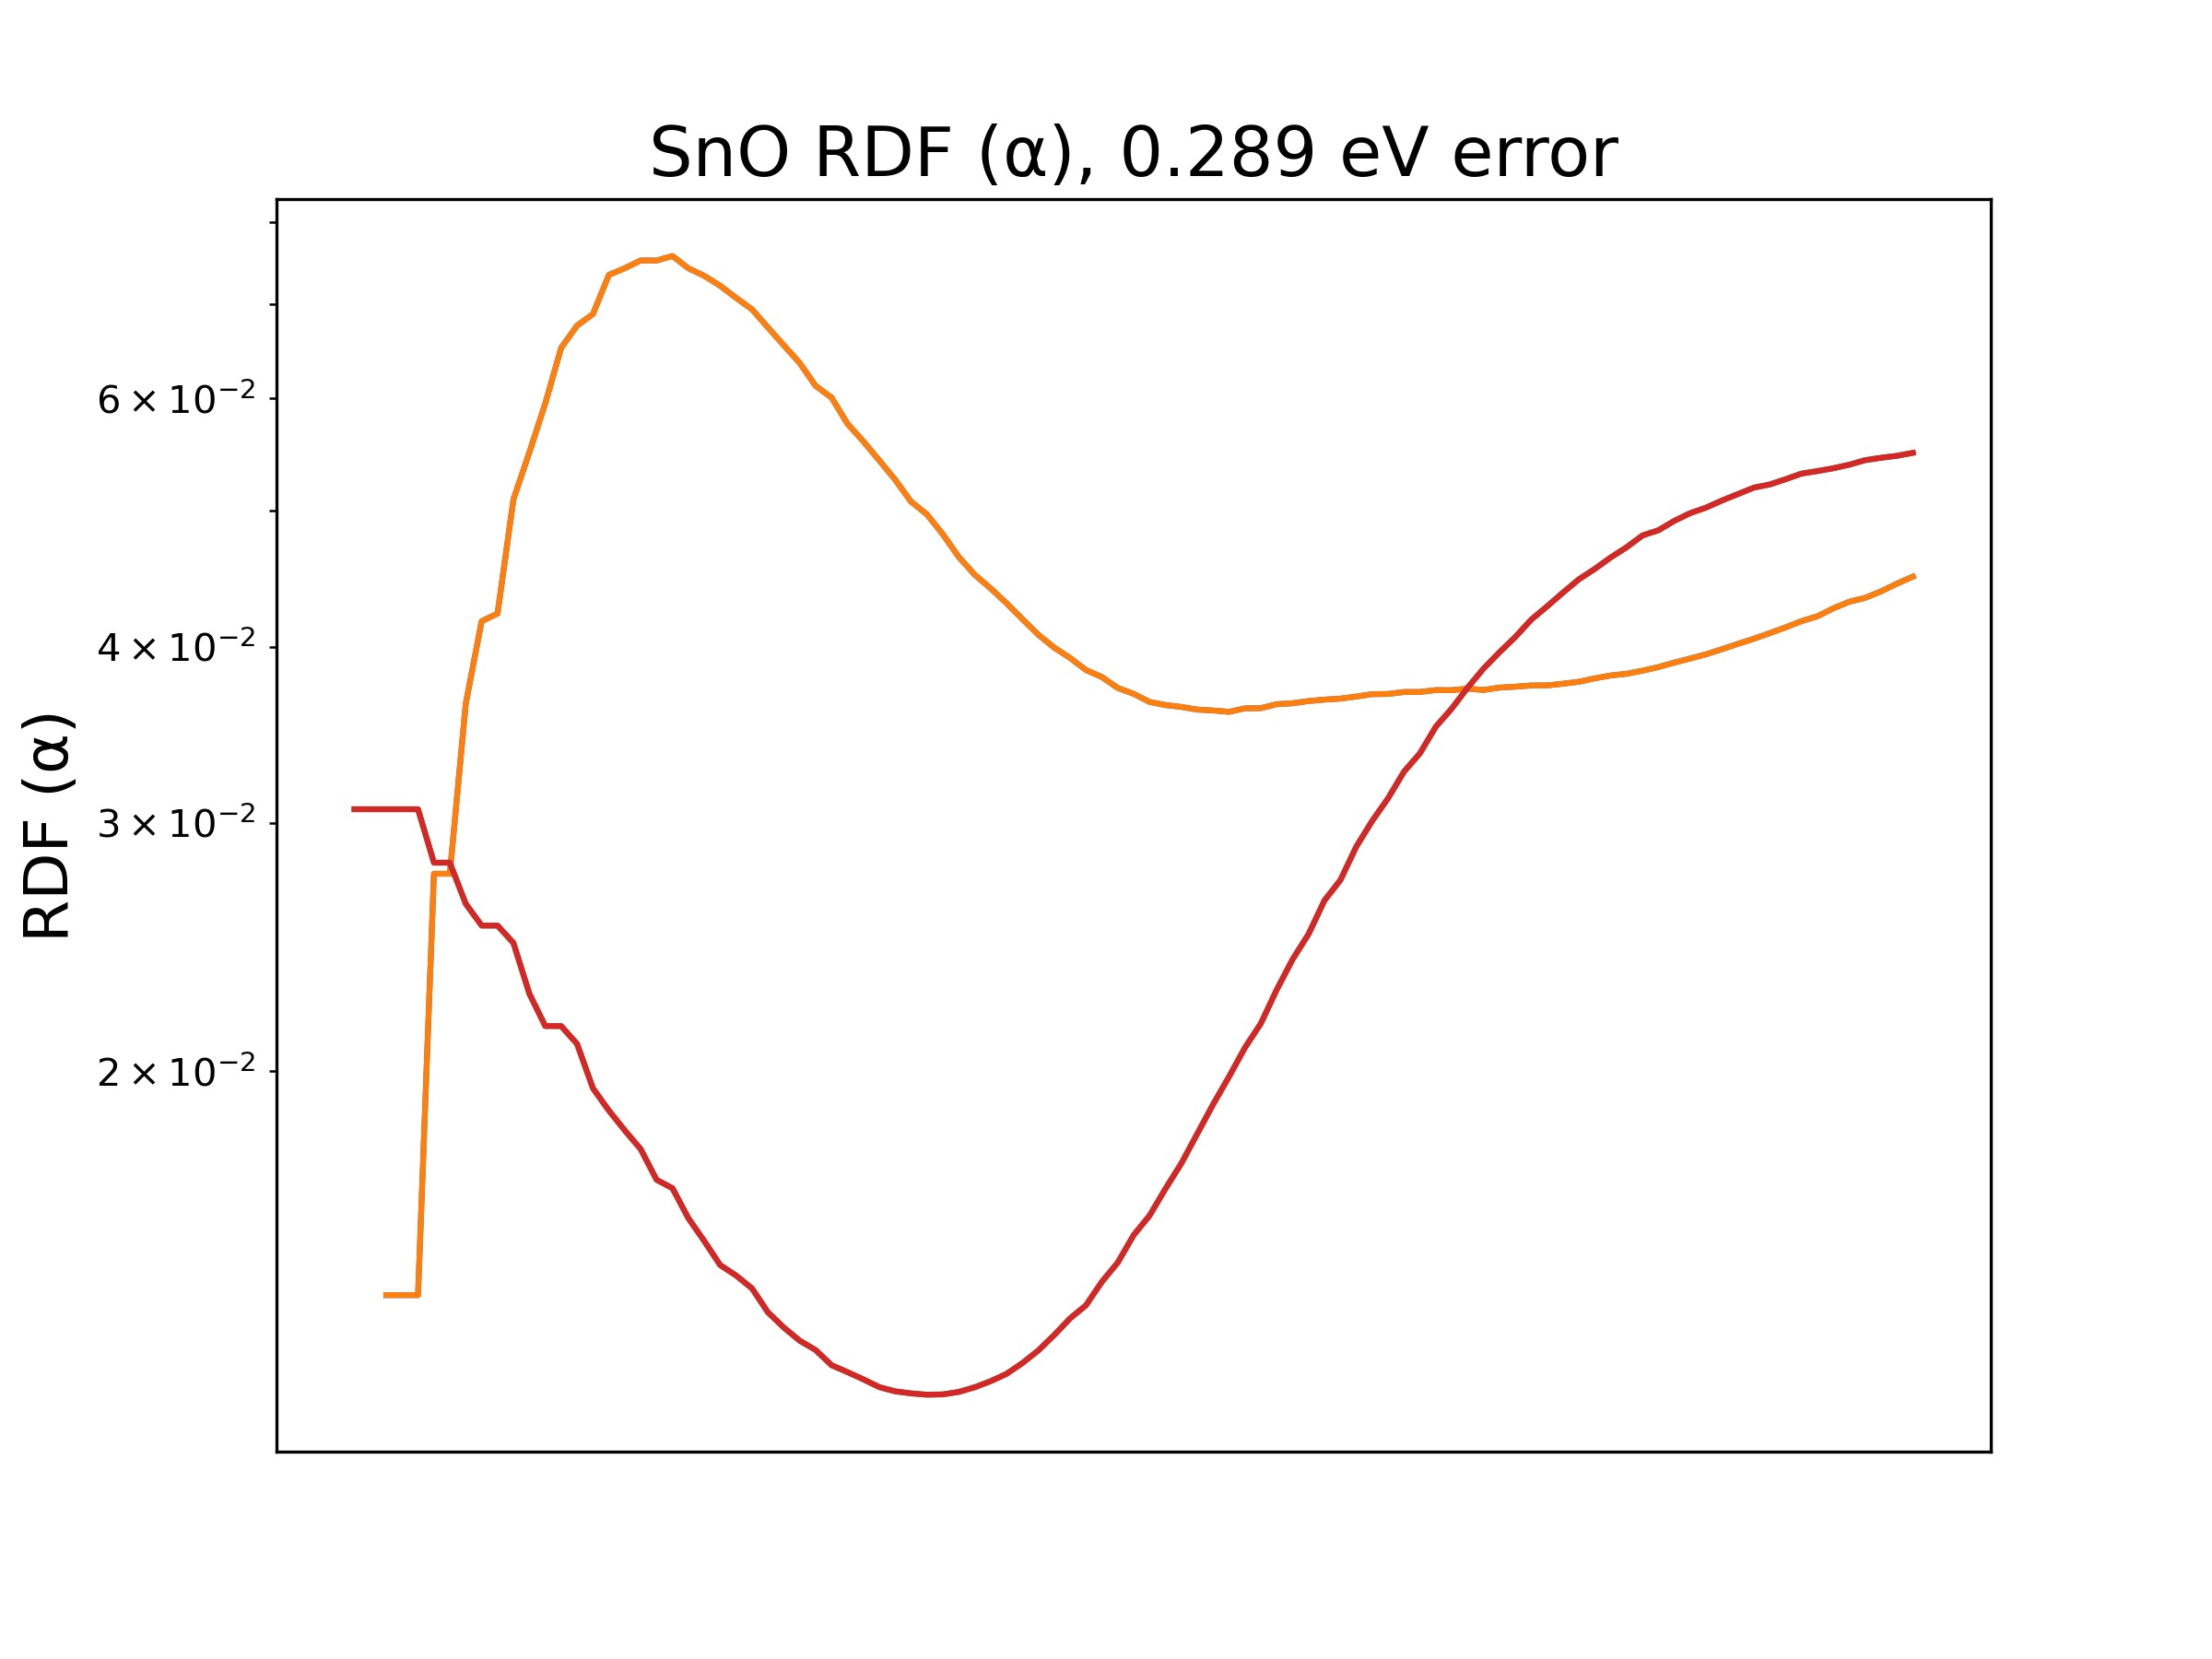 SnO RDF (α), 0.289 eV error
RDF (α)
6 × 10⁻²
4 × 10⁻²
3 × 10⁻²
2 × 10⁻²